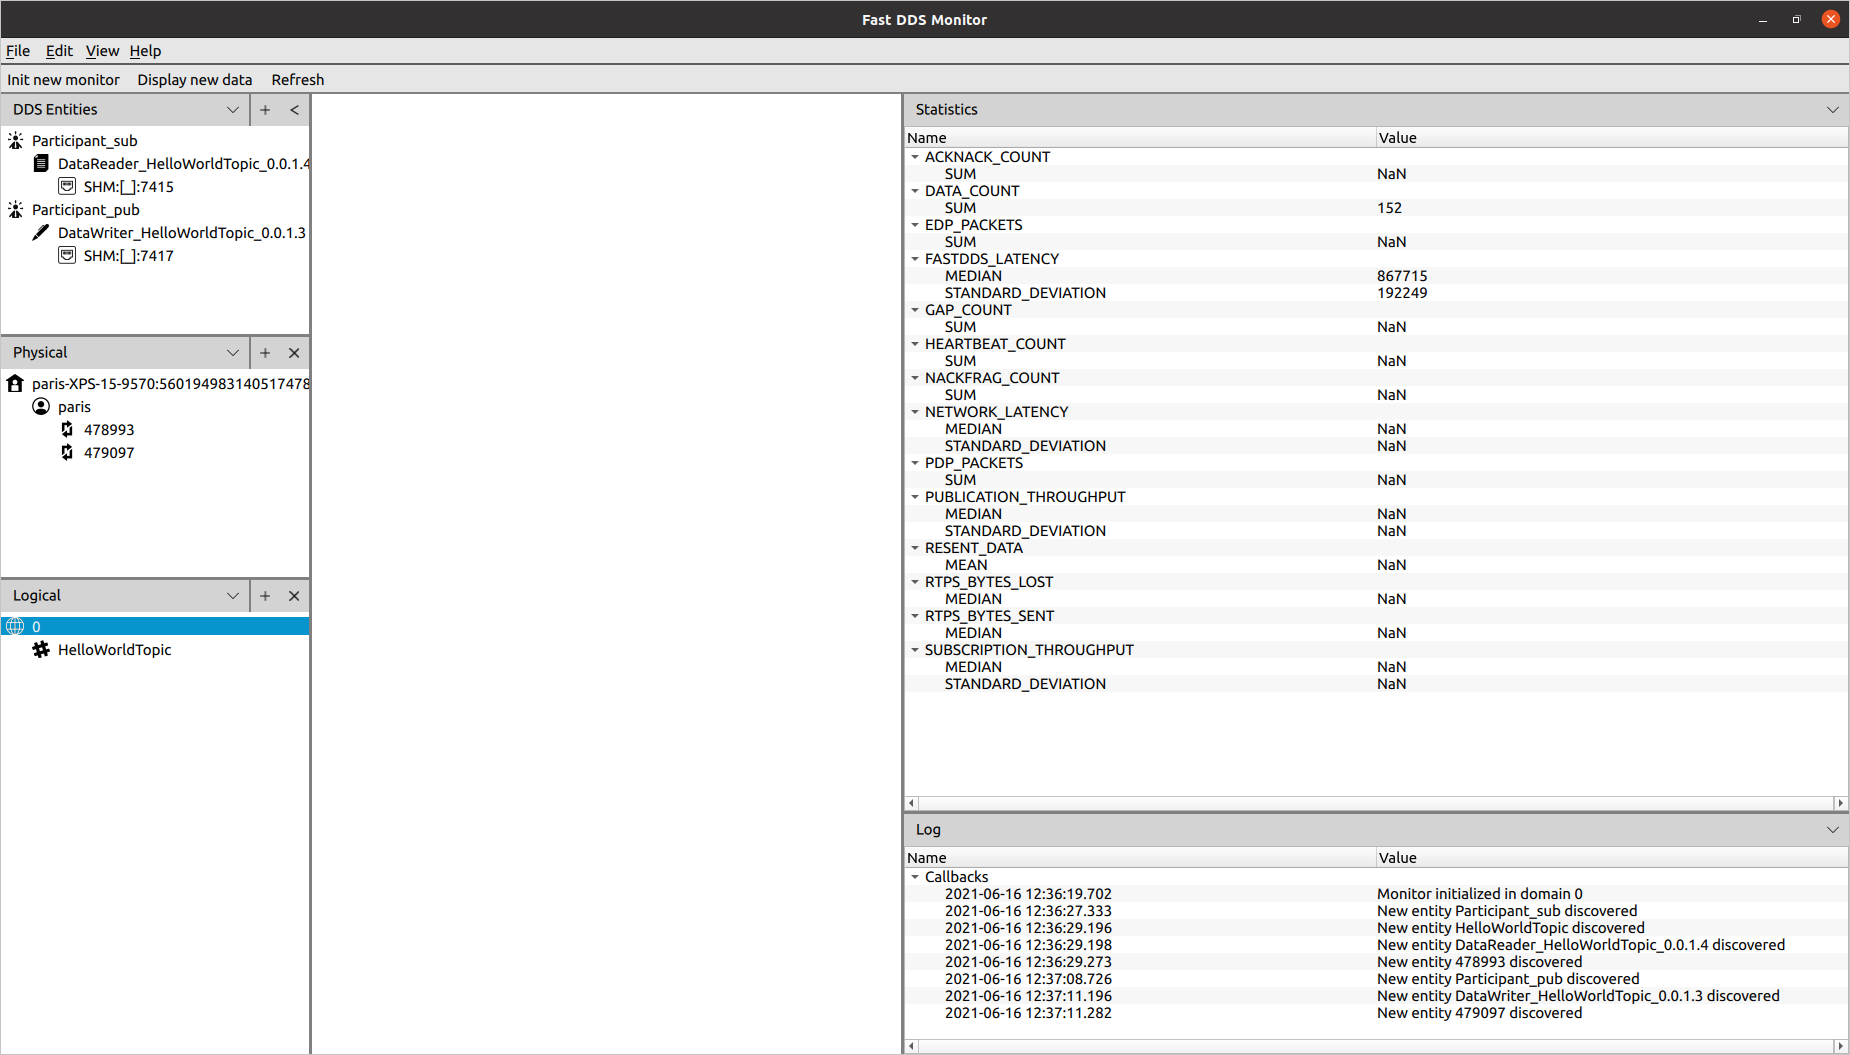 Fast DDS Monitor
File Edit View Help
Init new monitor Display new data Refresh
DDS Entities
Participant_sub
DataReader_HelloWorldTopic_0.0.1.4
SHM:[_]:7415
Participant_pub
DataWriter_HelloWorldTopic_0.0.1.3
SHM:[_]:7417
Physical
paris-XPS-15-9570:560194983140517478
paris
478993
479097
Logical
0
HelloWorldTopic
Statistics
Name Value
ACKNACK_COUNT
SUM NaN
DATA_COUNT
SUM 152
EDP_PACKETS
SUM NaN
FASTDDS_LATENCY
MEDIAN 867715
STANDARD_DEVIATION 192249
GAP_COUNT
SUM NaN
HEARTBEAT_COUNT
SUM NaN
NACKFRAG_COUNT
SUM NaN
NETWORK_LATENCY
MEDIAN NaN
STANDARD_DEVIATION NaN
PDP_PACKETS
SUM NaN
PUBLICATION_THROUGHPUT
MEDIAN NaN
STANDARD_DEVIATION NaN
RESENT_DATA
MEAN NaN
RTPS_BYTES_LOST
MEDIAN NaN
RTPS_BYTES_SENT
MEDIAN NaN
SUBSCRIPTION_THROUGHPUT
MEDIAN NaN
STANDARD_DEVIATION NaN
Log
Name Value
Callbacks
2021-06-16 12:36:19.702 Monitor initialized in domain 0
2021-06-16 12:36:27.333 New entity Participant_sub discovered
2021-06-16 12:36:29.196 New entity HelloWorldTopic discovered
2021-06-16 12:36:29.198 New entity DataReader_HelloWorldTopic_0.0.1.4 discovered
2021-06-16 12:36:29.273 New entity 478993 discovered
2021-06-16 12:37:08.726 New entity Participant_pub discovered
2021-06-16 12:37:11.196 New entity DataWriter_HelloWorldTopic_0.0.1.3 discovered
2021-06-16 12:37:11.282 New entity 479097 discovered